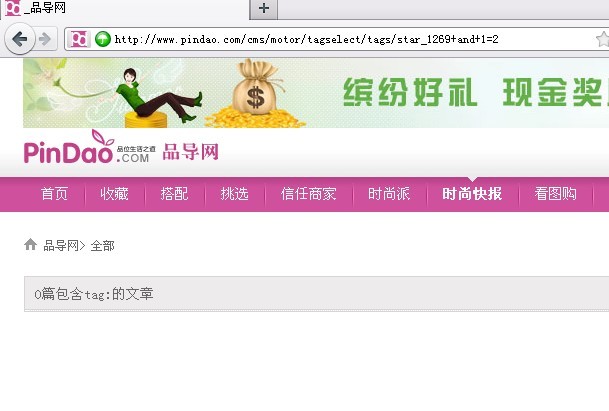 _品导网
http://www.pindao.com/cms/motor/tagselect/tags/star_1269+and+1=2
缤纷好礼 现金奖
PinDao.COM 品位生活之道 品导网
首页 收藏 搭配 挑选 信任商家 时尚派 时尚快报 看图购
品导网> 全部
0篇包含tag:的文章